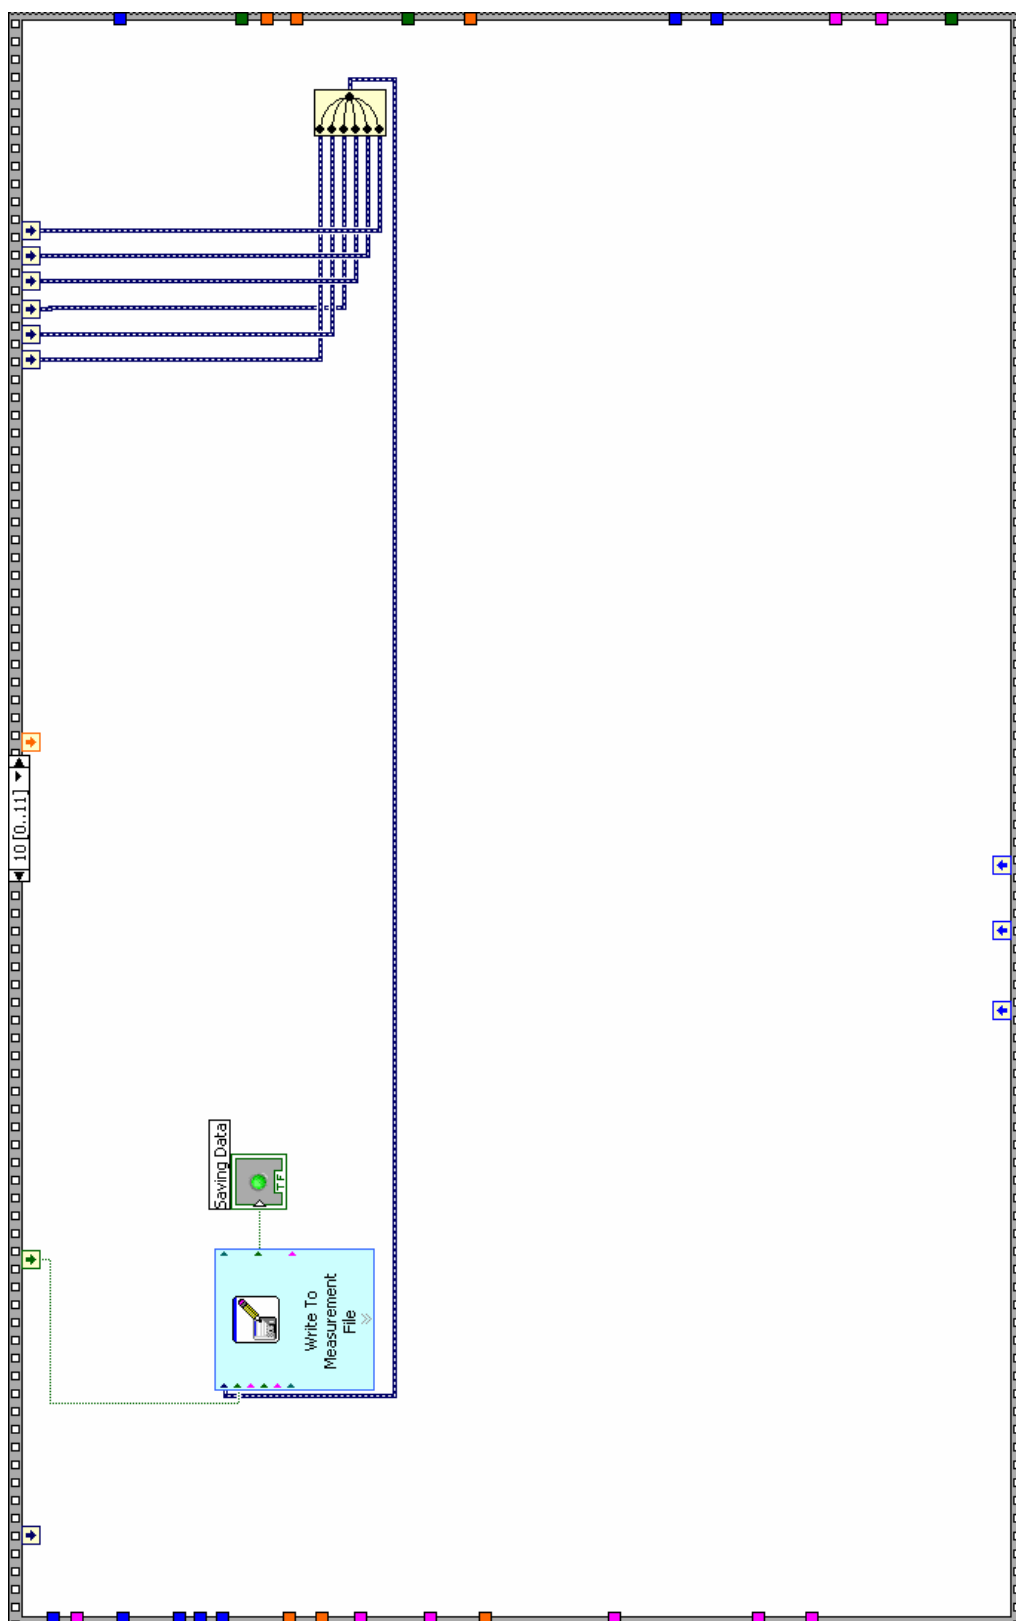 10 [0..11]
Saving Data
TF
Write To
Measurement
File